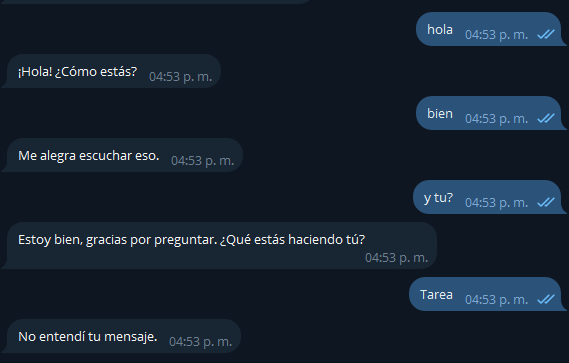 hola
04:53 p. m.
¡Hola! ¿Cómo estás? 04:53 p. m.
bien 04:53 p. m.
Me alegra escuchar eso. 04:53 p. m.
y tu? 04:53 p. m.
Estoy bien, gracias por preguntar. ¿Qué estás haciendo tú?
04:53 p. m.
Tarea 04:53 p. m.
No entendí tu mensaje. 04:53 p. m.